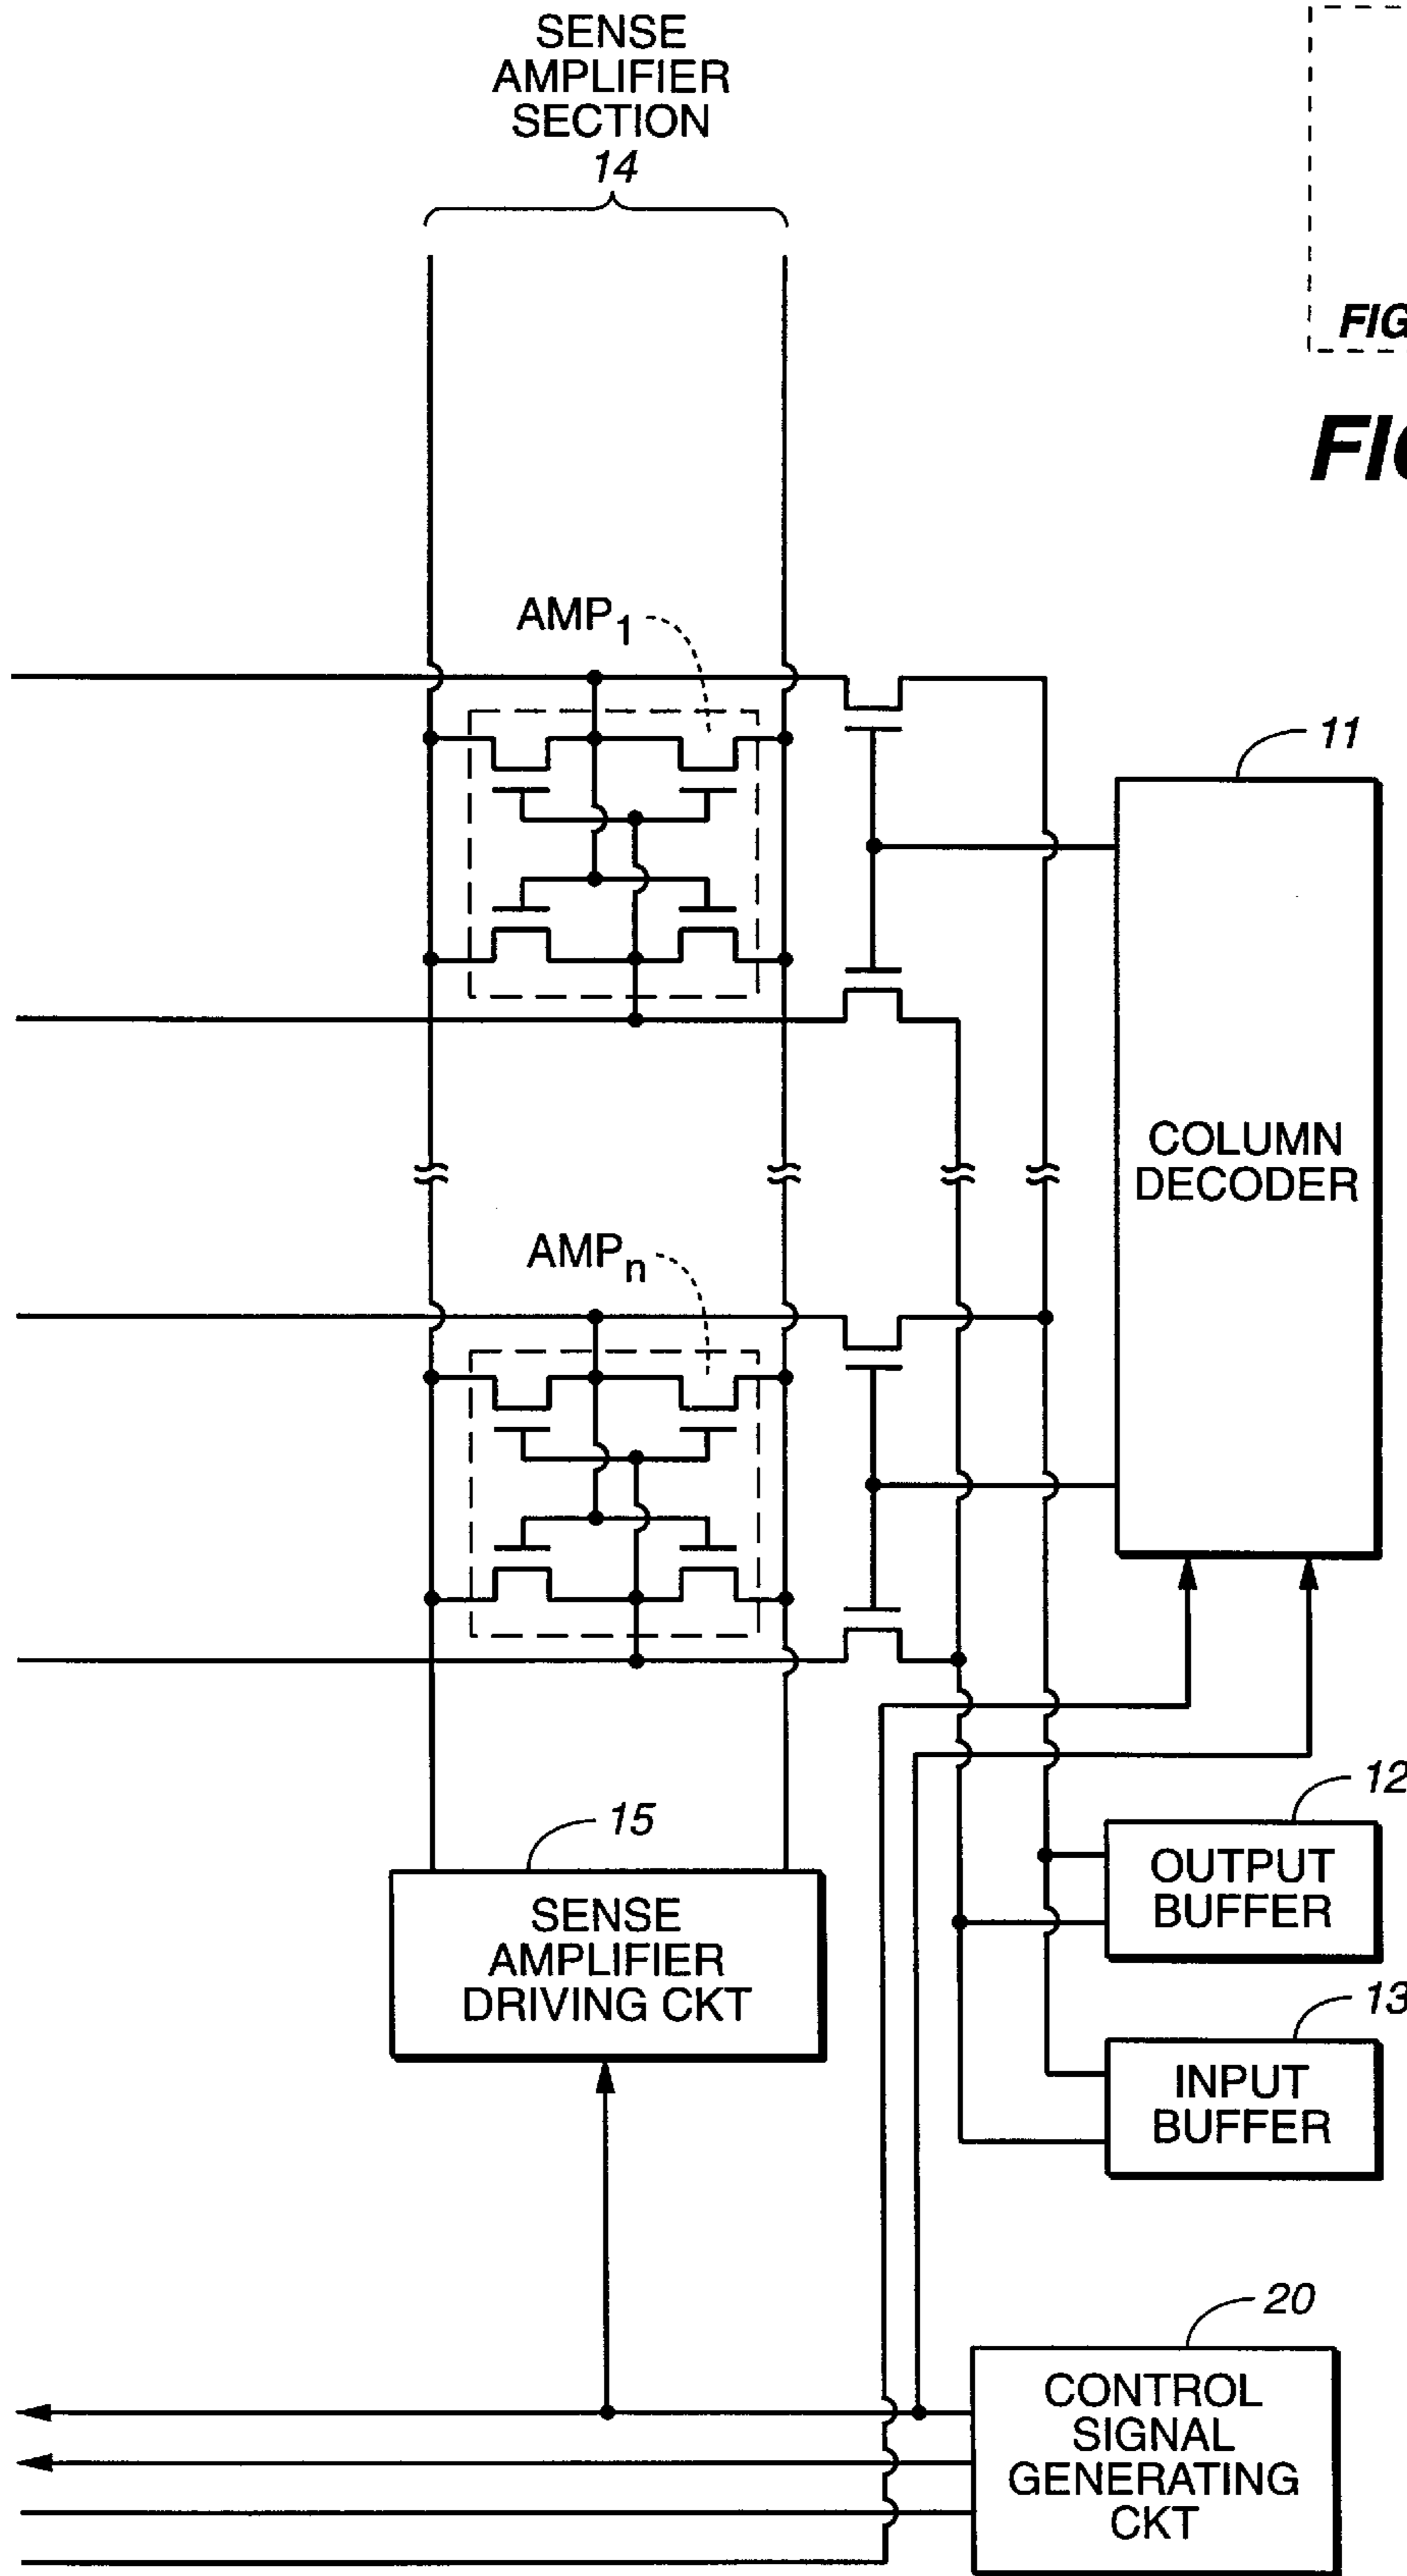 SENSE
AMPLIFIER
SECTION
14
FIG
FIG
AMP1
11
COLUMN
DECODER
AMPn
12
15
OUTPUT
BUFFER
SENSE
AMPLIFIER
DRIVING CKT
13
INPUT
BUFFER
20
CONTROL
SIGNAL
GENERATING
CKT